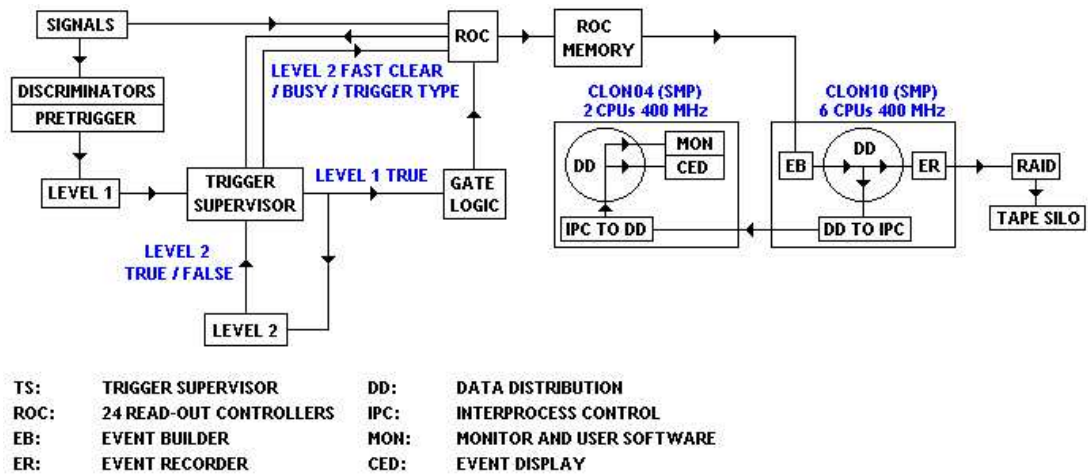 SIGNALS
DISCRIMINATORS
PRETRIGGER
LEVEL 1
TRIGGER
SUPERVISOR
LEVEL 2
TRUE / FALSE
LEVEL 2
LEVEL 2 FAST CLEAR
/ BUSY / TRIGGER TYPE
LEVEL 1 TRUE
GATE
LOGIC
ROC
ROC
MEMORY
CLON04 (SMP)
2 CPUs 400 MHz
DD
MON
CED
IPC TO DD
CLON10 (SMP)
6 CPUs 400 MHz
EB
DD
ER
DD TO IPC
RAID
TAPE SILO
TS: TRIGGER SUPERVISOR
ROC: 24 READ-OUT CONTROLLERS
EB: EVENT BUILDER
ER: EVENT RECORDER
DD: DATA DISTRIBUTION
IPC: INTERPROCESS CONTROL
MON: MONITOR AND USER SOFTWARE
CED: EVENT DISPLAY